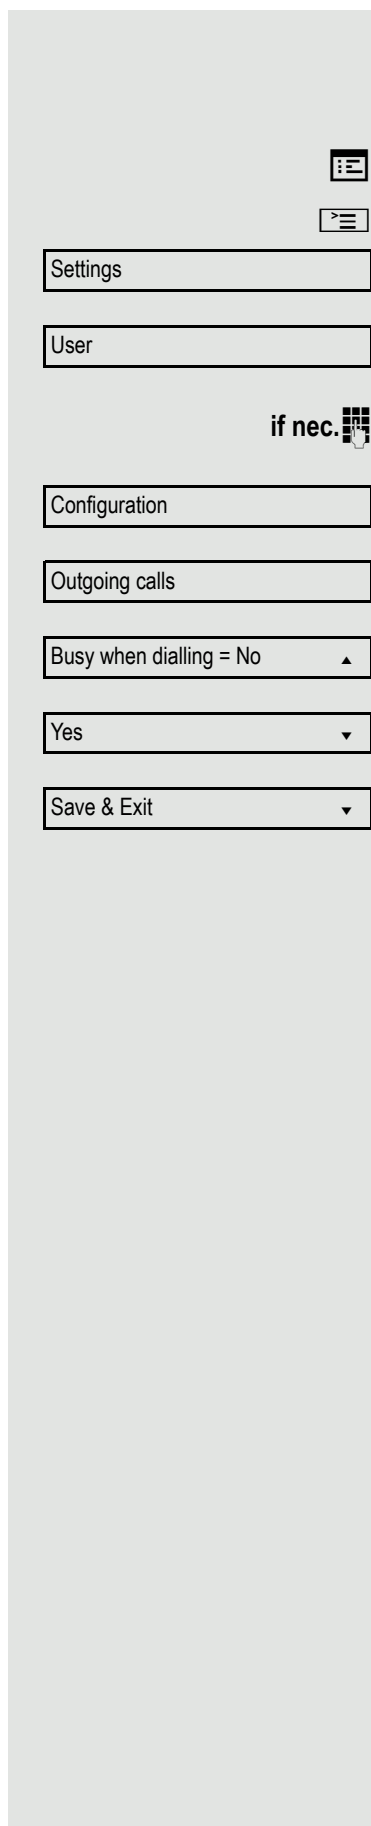 Settings
User
if nec.
Configuration
Outgoing calls
Busy when dialling = No
Yes
Save & Exit